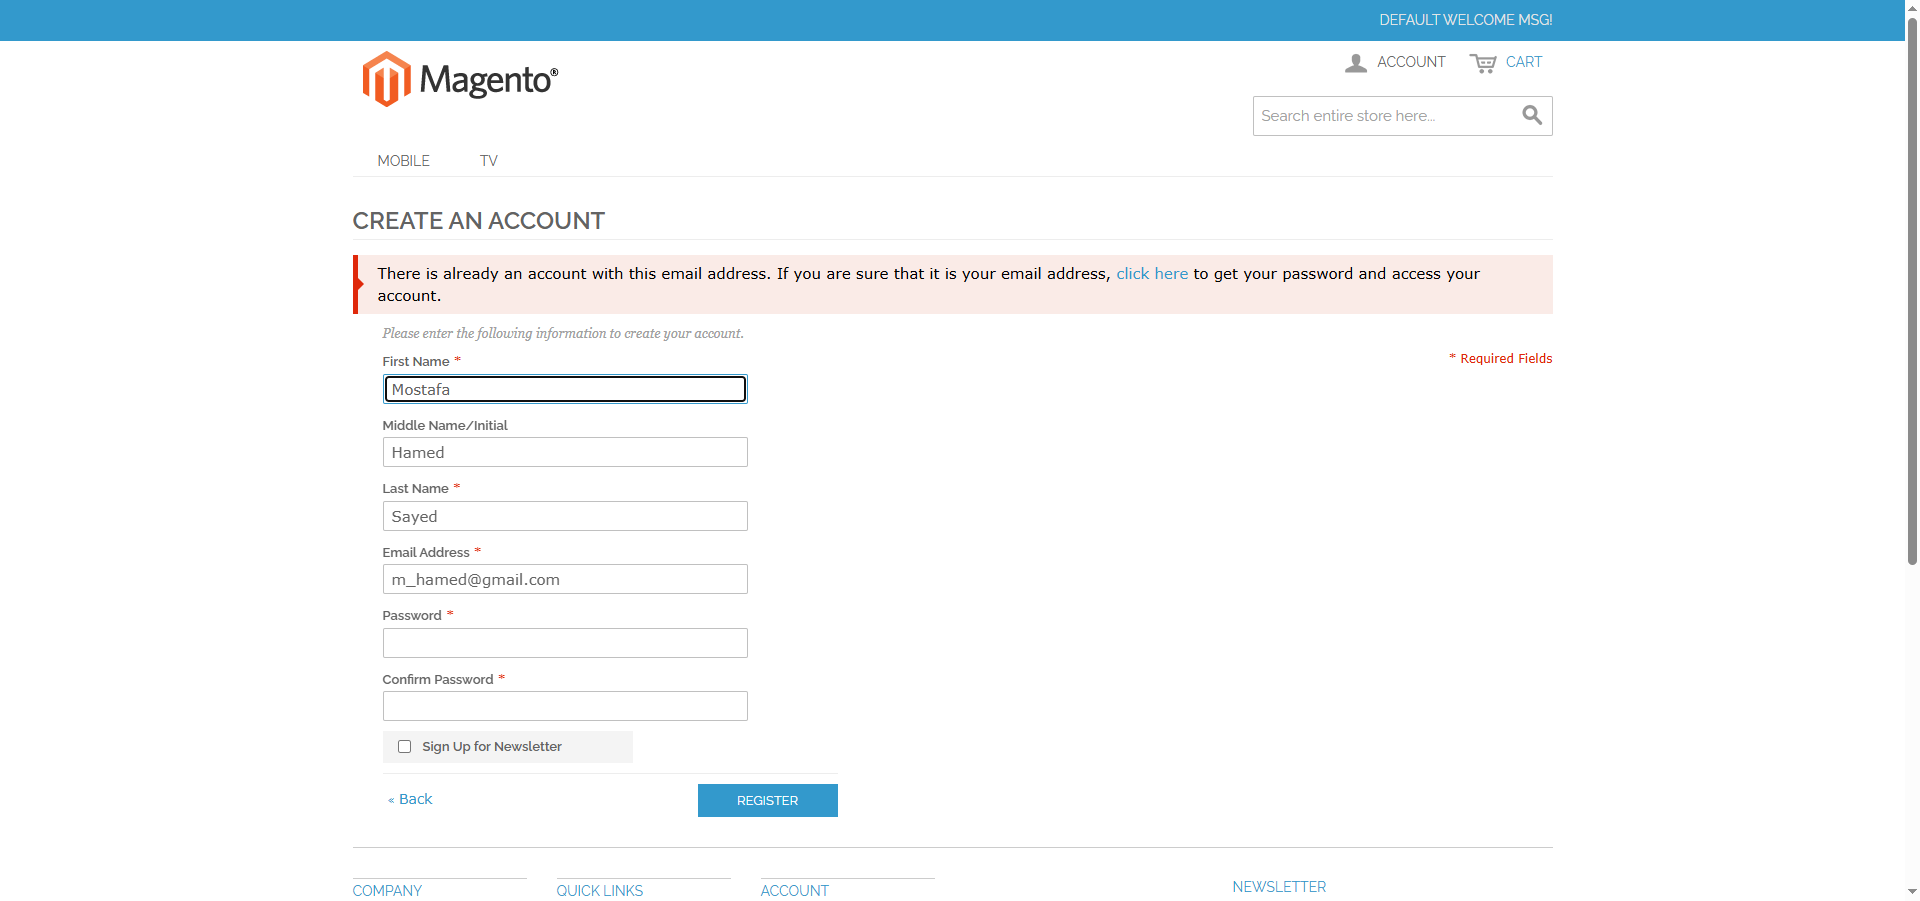 DEFAULT WELCOME MSG!
Magento®
ACCOUNT
CART
Search entire store here...
MOBILE
TV
CREATE AN ACCOUNT
There is already an account with this email address. If you are sure that it is your email address, click here to get your password and access your
account.
Please enter the following information to create your account.
* Required Fields
First Name *
Mostafa
Middle Name/Initial
Hamed
Last Name *
Sayed
Email Address *
m_hamed@gmail.com
Password *
Confirm Password *
Sign Up for Newsletter
« Back
REGISTER
COMPANY
QUICK LINKS
ACCOUNT
NEWSLETTER